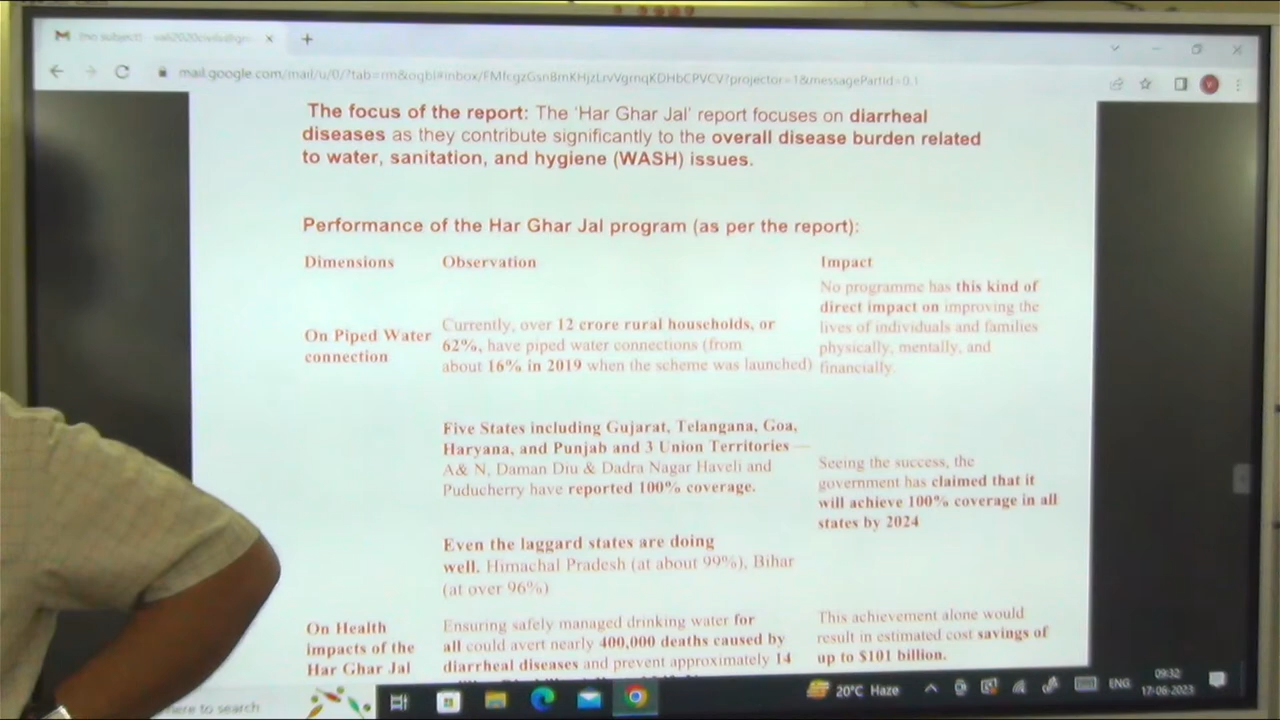 (no subject) -
mail.google.com/mail/u/0/?tab=rm&ogbl#inbox/FMfcgzGsnBmKHjzLrvVgmqKDHbCPVCV?projector=1&messagePartId=0.1
The focus of the report: The 'Har Ghar Jal' report focuses on diarrheal
diseases as they contribute significantly to the overall disease burden related
to water, sanitation, and hygiene (WASH) issues.
Performance of the Har Ghar Jal program (as per the report):
Dimensions Observation Impact
On Piped Water
connection
Currently, over 12 crore rural households, or
62%, have piped water connections (from
about 16% in 2019 when the scheme was launched)
No programme has this kind of
direct impact on improving the
lives of individuals and families
physically, mentally, and
financially.
Five States including Gujarat, Telangana, Goa,
Haryana, and Punjab and 3 Union Territories —
A& N, Daman Diu & Dadra Nagar Haveli and
Puducherry have reported 100% coverage.
Seeing the success, the
government has claimed that it
will achieve 100% coverage in all
states by 2024
Even the laggard states are doing
well. Himachal Pradesh (at about 99%), Bihar
(at over 96%)
On Health
impacts of the
Har Ghar Jal
Ensuring safely managed drinking water for
all could avert nearly 400,000 deaths caused by
diarrheal diseases and prevent approximately 14
This achievement alone would
result in estimated cost savings of
up to $101 billion.
here to search
20°C Haze
ENG
09:32
17-06-2023